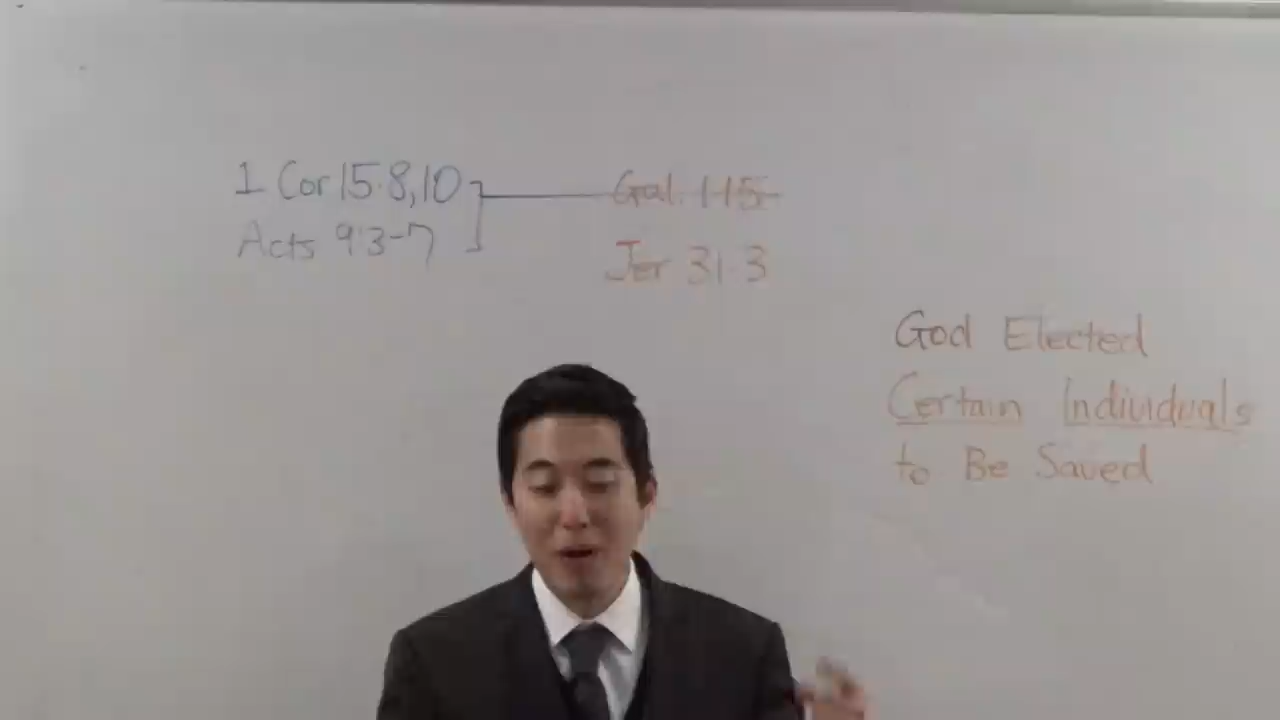 1 Cor 15:8,10
Acts 9:3-7
Gal. 1:15
Jer 31:3
God Elected
Certain Individuals
to Be Saved